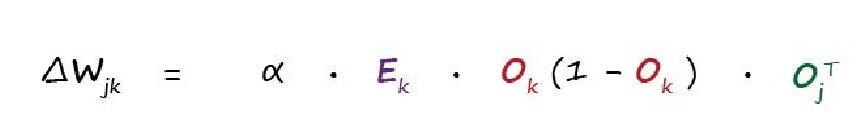 ΔW_jk = α · E_k · O_k (1 - O_k) · O_j^T